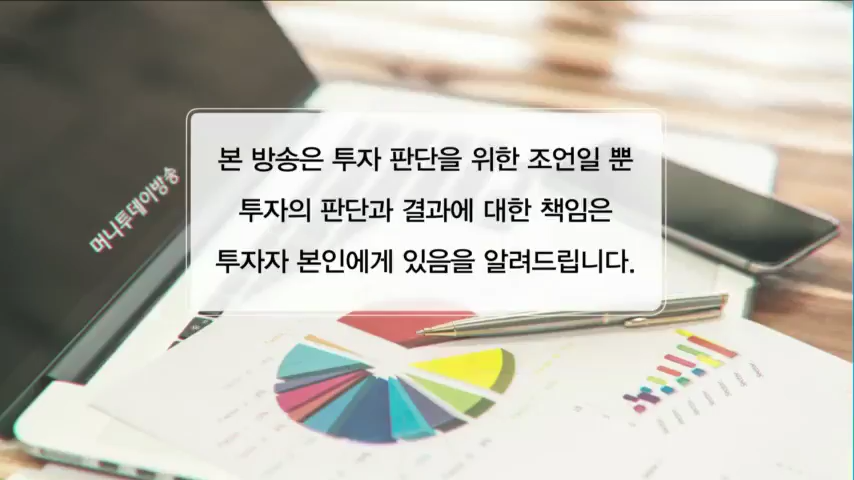 본 방송은 투자 판단을 위한 조언일 뿐
투자의 판단과 결과에 대한 책임은
투자자 본인에게 있음을 알려드립니다.
머니투데이방송